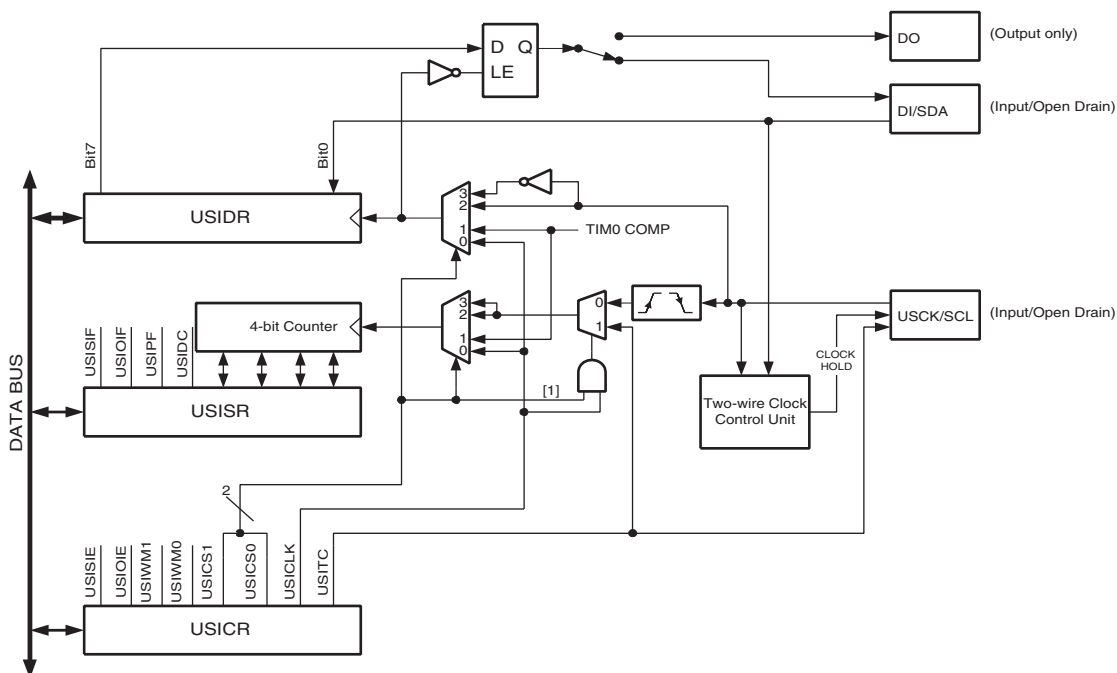 DO
(Output only)
D Q
LE
DI/SDA
(Input/Open Drain)
Bit7
Bit0
USIDR
3
2
1
0
TIM0 COMP
DATA BUS
USISIF
USIOIF
USIPF
USIDC
4-bit Counter
3
2
1
0
0
1
USCK/SCL
(Input/Open Drain)
CLOCK
HOLD
[1]
USISR
Two-wire Clock
Control Unit
2
USISIE
USIOIE
USIWM1
USIWM0
USICS1
USICS0
USICLK
USITC
USICR